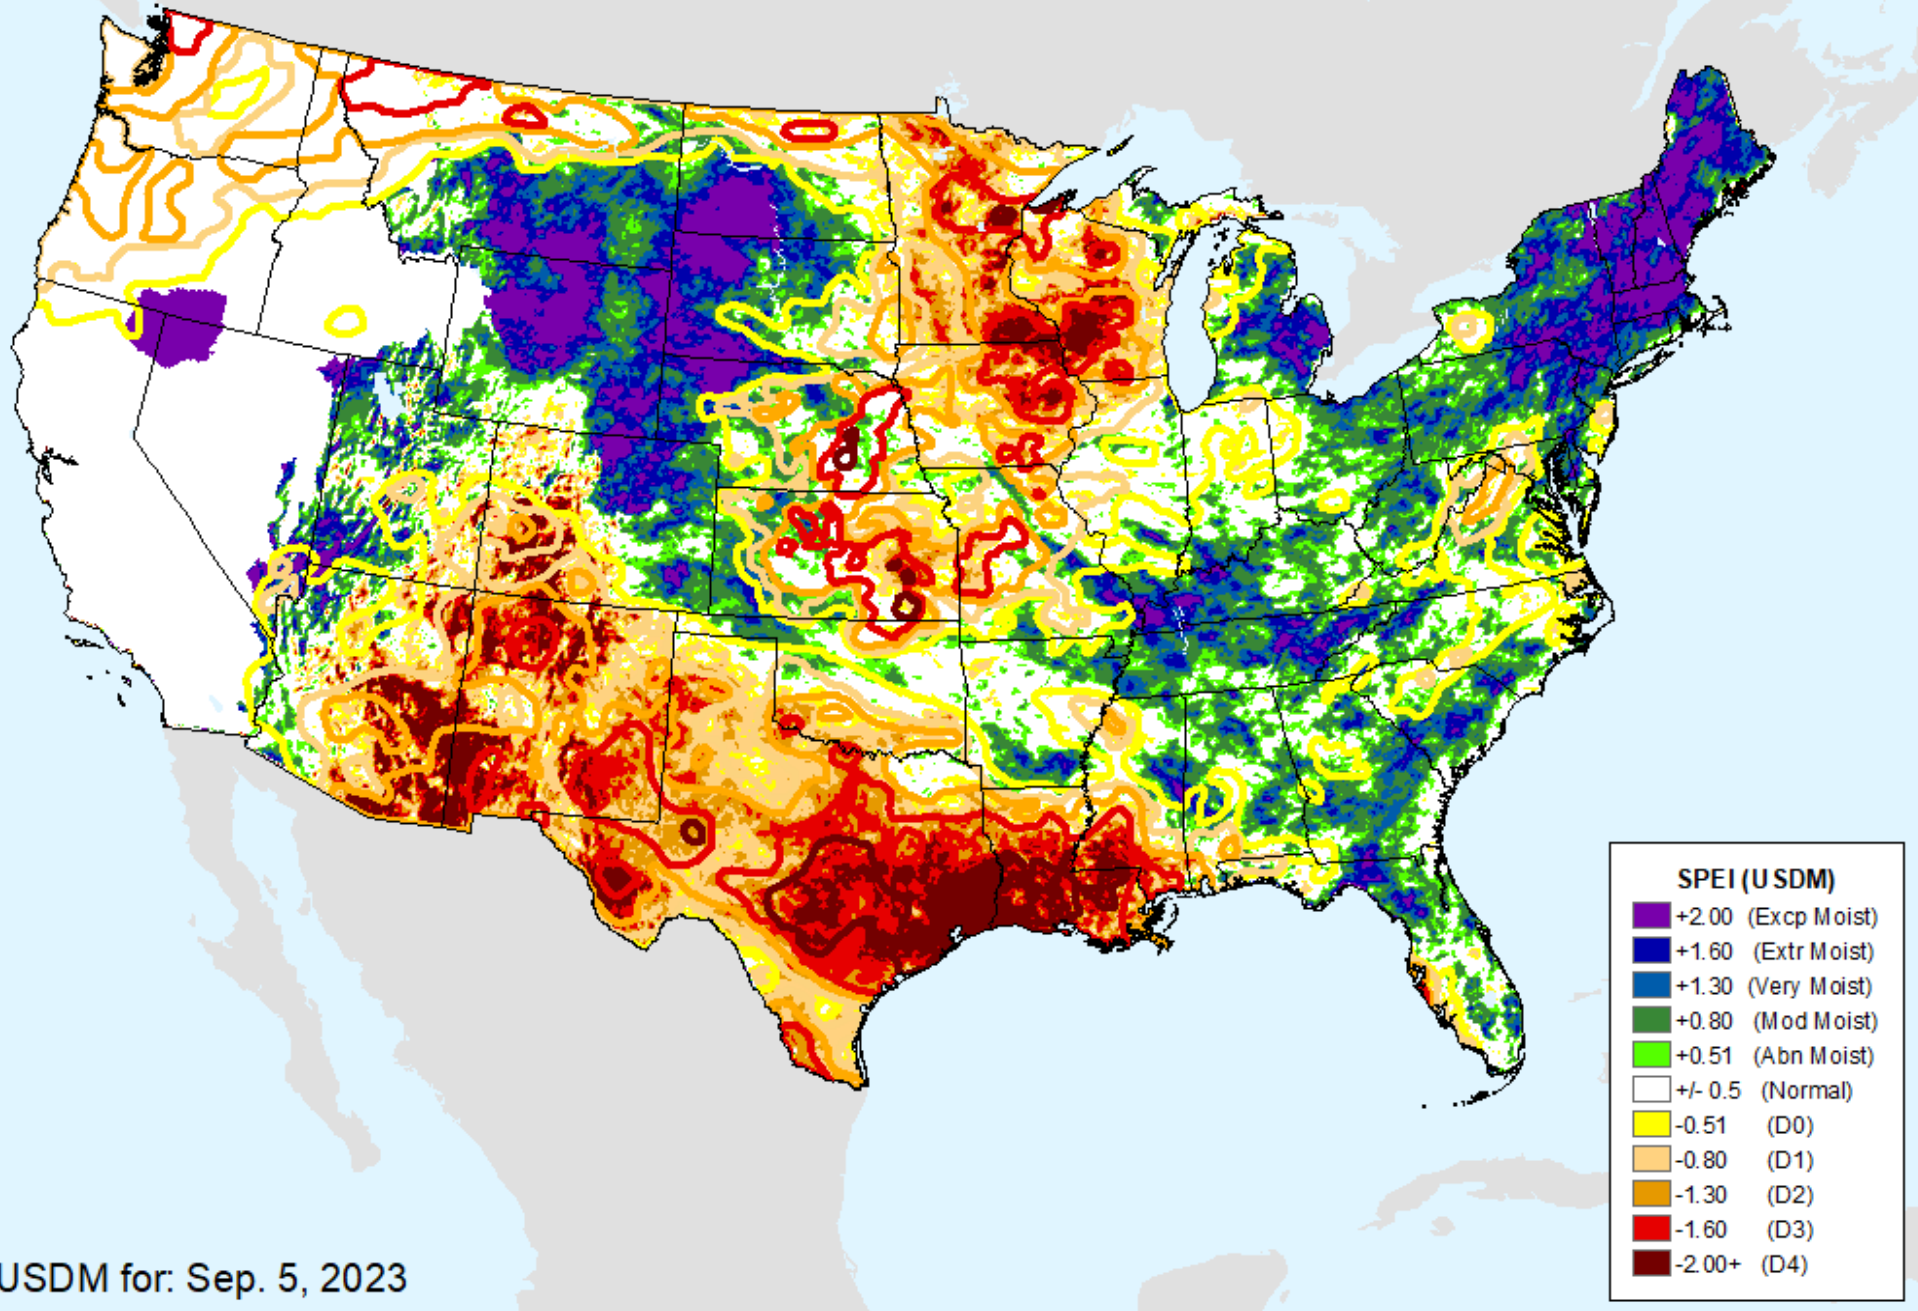 SPEI (USDM)
+2.00 (Excp Moist)
+1.60 (Extr Moist)
+1.30 (Very Moist)
+0.80 (Mod Moist)
+0.51 (Abn Moist)
+/- 0.5 (Normal)
-0.51 (D0)
-0.80 (D1)
-1.30 (D2)
-1.60 (D3)
-2.00+ (D4)
USDM for: Sep. 5, 2023